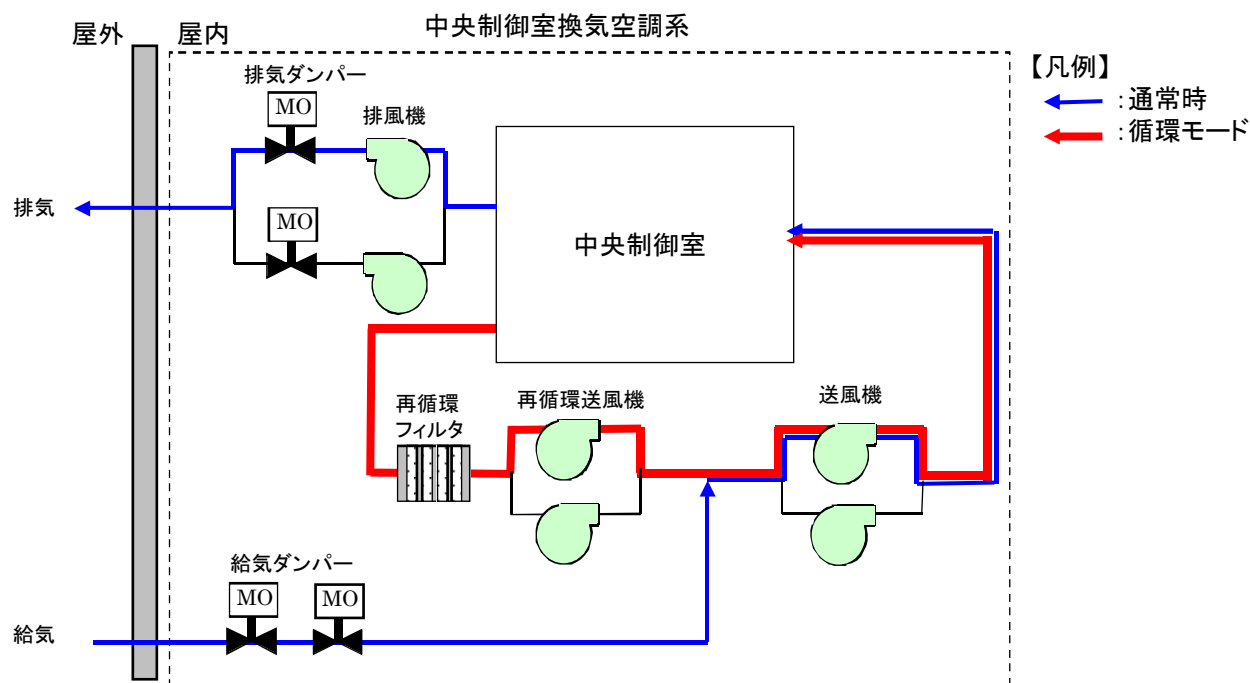 中央制御室換気空調系
屋外
屋内
【凡例】
:通常時
:循環モード
排気ダンパー
MO
排風機
排気
MO
中央制御室
再循環
フィルタ
再循環送風機
送風機
給気ダンパー
MO
MO
給気